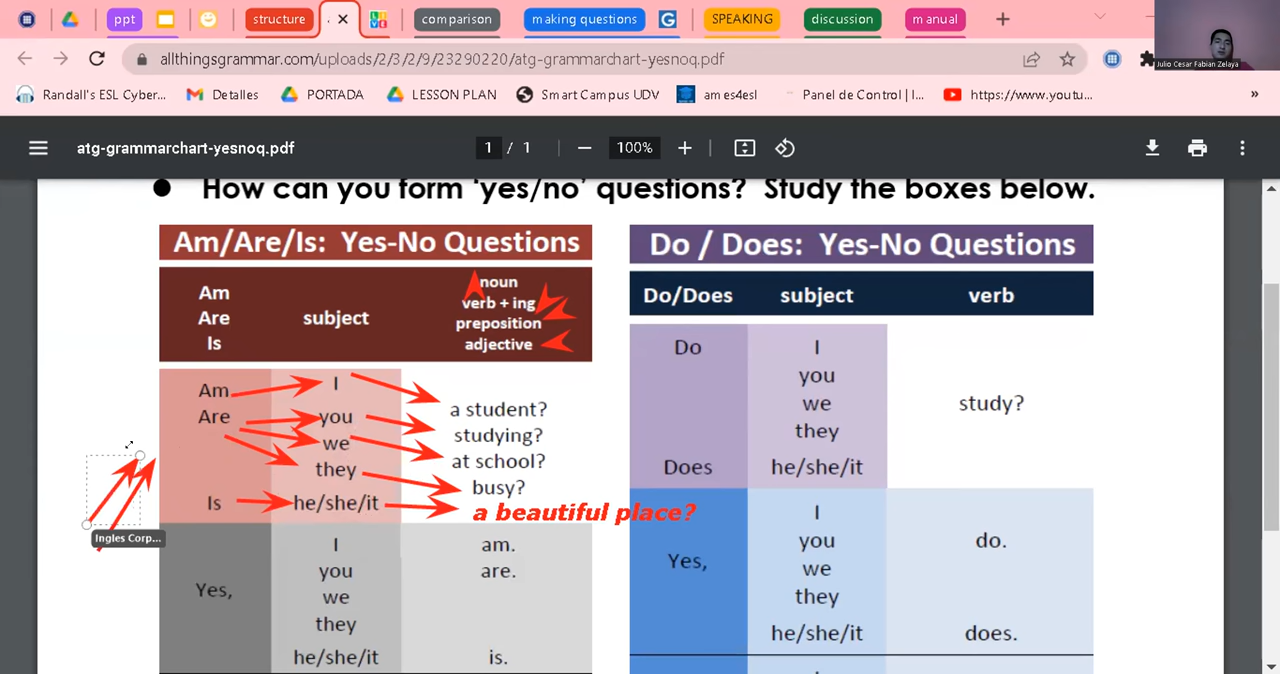 ppt
structure
comparison
making questions
SPEAKING
discussion
manual
allthingsgrammar.com/uploads/2/3/2/9/23290220/atg-grammarchart-yesnoq.pdf
Julio Cesar Fabian Zelaya
Randall's ESL Cyber...
Detalles
PORTADA
LESSON PLAN
Smart Campus UDV
am es4esl
Panel de Control | I...
https://www.youtu...
»
atg-grammarchart-yesnoq.pdf
1 / 1
100%
● How can you form 'yes/no' questions? Study the boxes below.
Am/Are/Is: Yes-No Questions
Am
Are
Is
subject
noun
verb + ing
preposition
adjective
Am
Are
Is
I
you
we
they
he/she/it
a student?
studying?
at school?
busy?
a beautiful place?
Ingles Corp...
Yes,
I
you
we
they
he/she/it
am.
are.
is.
Do / Does: Yes-No Questions
Do/Does
subject
verb
Do
Does
I
you
we
they
he/she/it
study?
Yes,
I
you
we
they
he/she/it
do.
does.